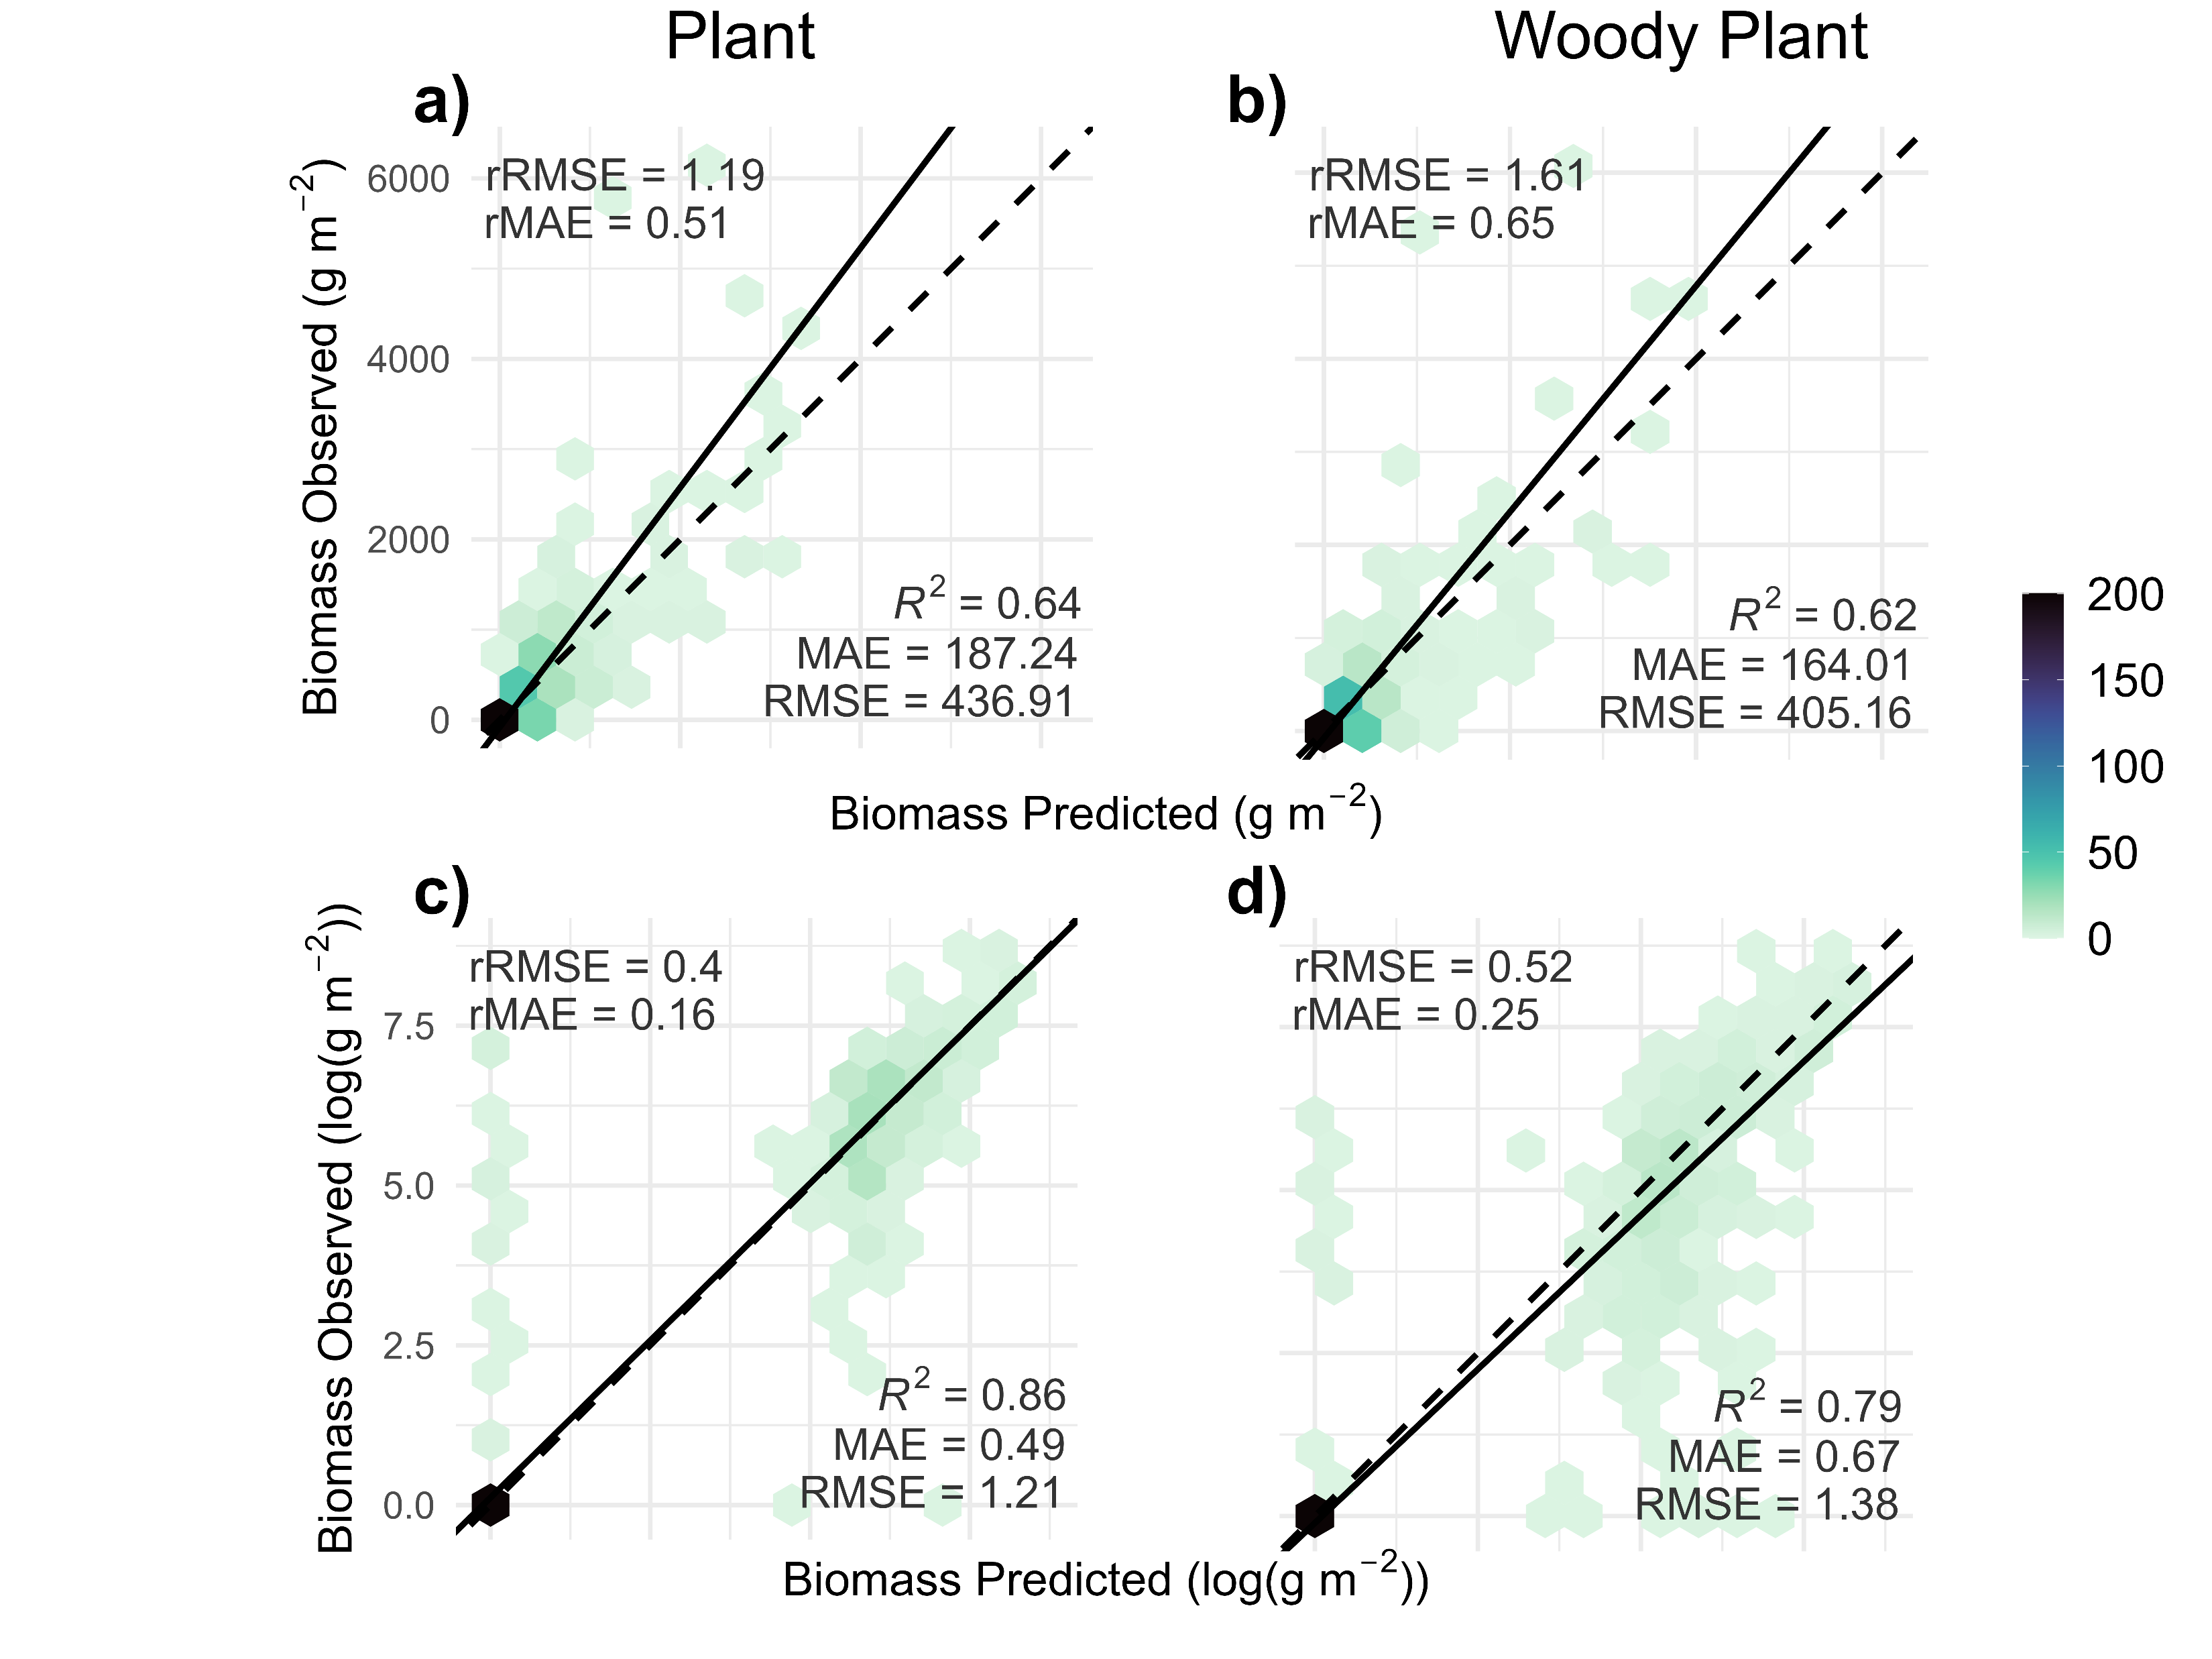 Plant
Woody Plant
a)
rRMSE = 1.19
rMAE = 0.51
6000
4000
2000
0
Biomass Observed (g m⁻²)
R² = 0.64
MAE = 187.24
RMSE = 436.91
b)
rRMSE = 1.61
rMAE = 0.65
R² = 0.62
MAE = 164.01
RMSE = 405.16
Biomass Predicted (g m⁻²)
200
150
100
50
0
c)
rRMSE = 0.4
rMAE = 0.16
7.5
5.0
2.5
0.0
Biomass Observed (log(g m⁻²))
R² = 0.86
MAE = 0.49
RMSE = 1.21
d)
rRMSE = 0.52
rMAE = 0.25
R² = 0.79
MAE = 0.67
RMSE = 1.38
Biomass Predicted (log(g m⁻²))